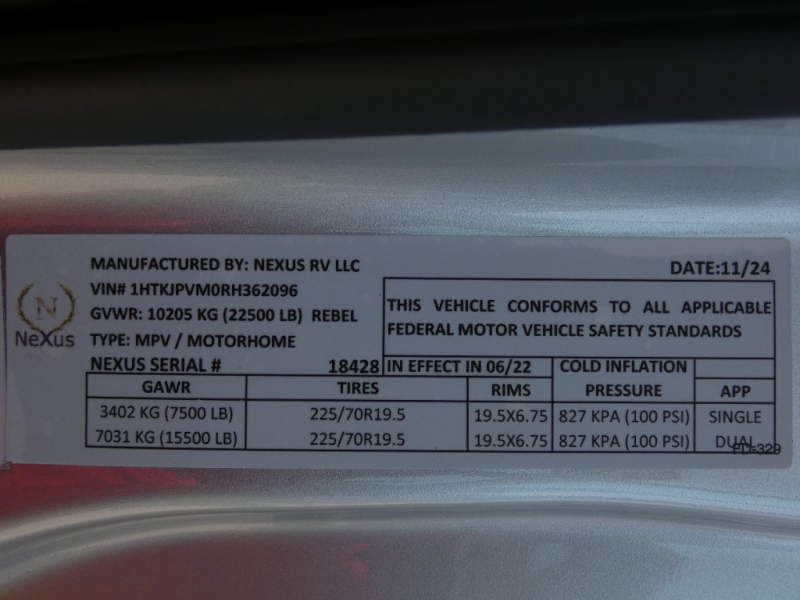 MANUFACTURED BY: NEXUS RV LLC
DATE:11/24
VIN# 1HTKJPVM0RH362096
GVWR: 10205 KG (22500 LB) REBEL
TYPE: MPV / MOTORHOME
N
NeXus
THIS VEHICLE CONFORMS TO ALL APPLICABLE
FEDERAL MOTOR VEHICLE SAFETY STANDARDS
NEXUS SERIAL # 18428 IN EFFECT IN 06/22 COLD INFLATION
GAWR TIRES RIMS PRESSURE APP
3402 KG (7500 LB) 225/70R19.5 19.5X6.75 827 KPA (100 PSI) SINGLE
7031 KG (15500 LB) 225/70R19.5 19.5X6.75 827 KPA (100 PSI) DUAL